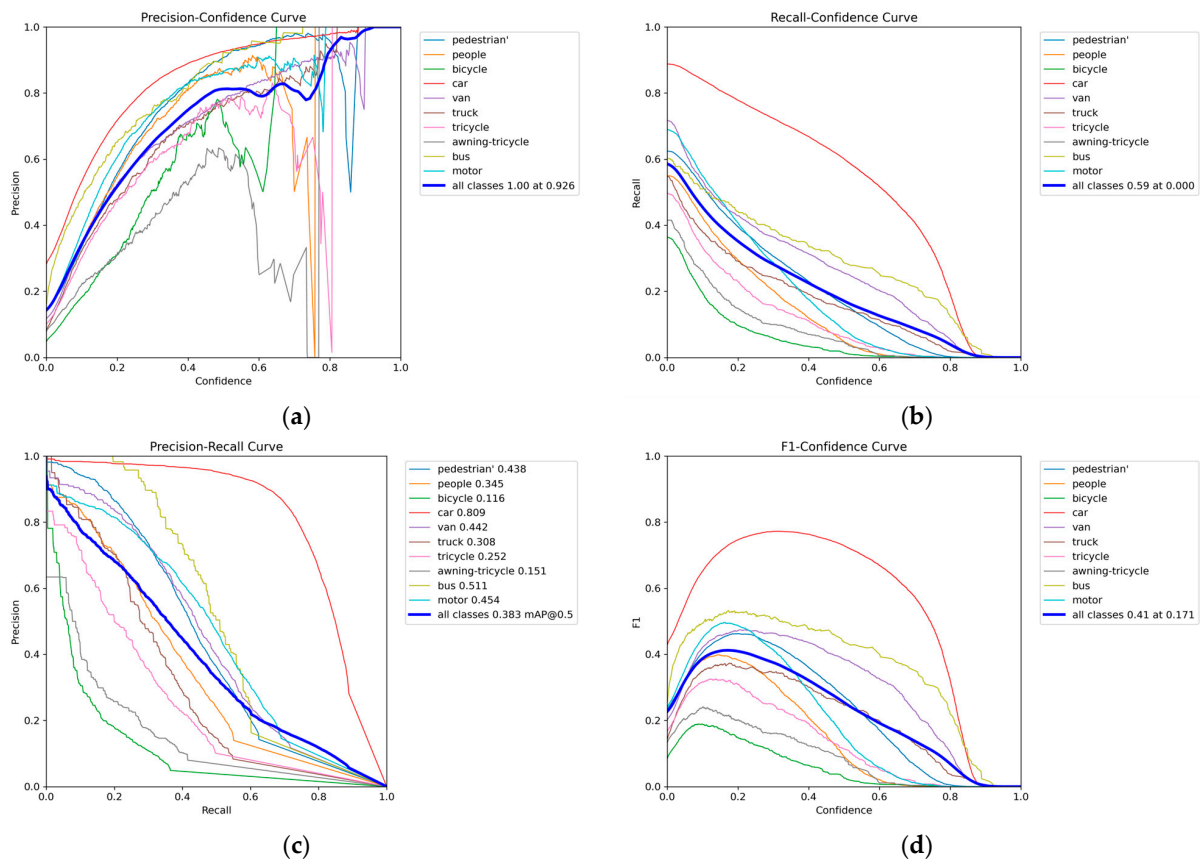 Precision-Confidence Curve
1.0
0.8
0.6
0.4
0.2
0.0
0.0 0.2 0.4 0.6 0.8 1.0
Precision
Confidence
pedestrian'
people
bicycle
car
van
truck
tricycle
awning-tricycle
bus
motor
all classes 1.00 at 0.926
(a)
Recall-Confidence Curve
1.0
0.8
0.6
0.4
0.2
0.0
0.0 0.2 0.4 0.6 0.8 1.0
Recall
Confidence
pedestrian'
people
bicycle
car
van
truck
tricycle
awning-tricycle
bus
motor
all classes 0.59 at 0.000
(b)
Precision-Recall Curve
1.0
0.8
0.6
0.4
0.2
0.0
0.0 0.2 0.4 0.6 0.8 1.0
Precision
Recall
pedestrian' 0.438
people 0.345
bicycle 0.116
car 0.809
van 0.442
truck 0.308
tricycle 0.252
awning-tricycle 0.151
bus 0.511
motor 0.454
all classes 0.383 mAP@0.5
(c)
F1-Confidence Curve
1.0
0.8
0.6
0.4
0.2
0.0
0.0 0.2 0.4 0.6 0.8 1.0
F1
Confidence
pedestrian'
people
bicycle
car
van
truck
tricycle
awning-tricycle
bus
motor
all classes 0.41 at 0.171
(d)